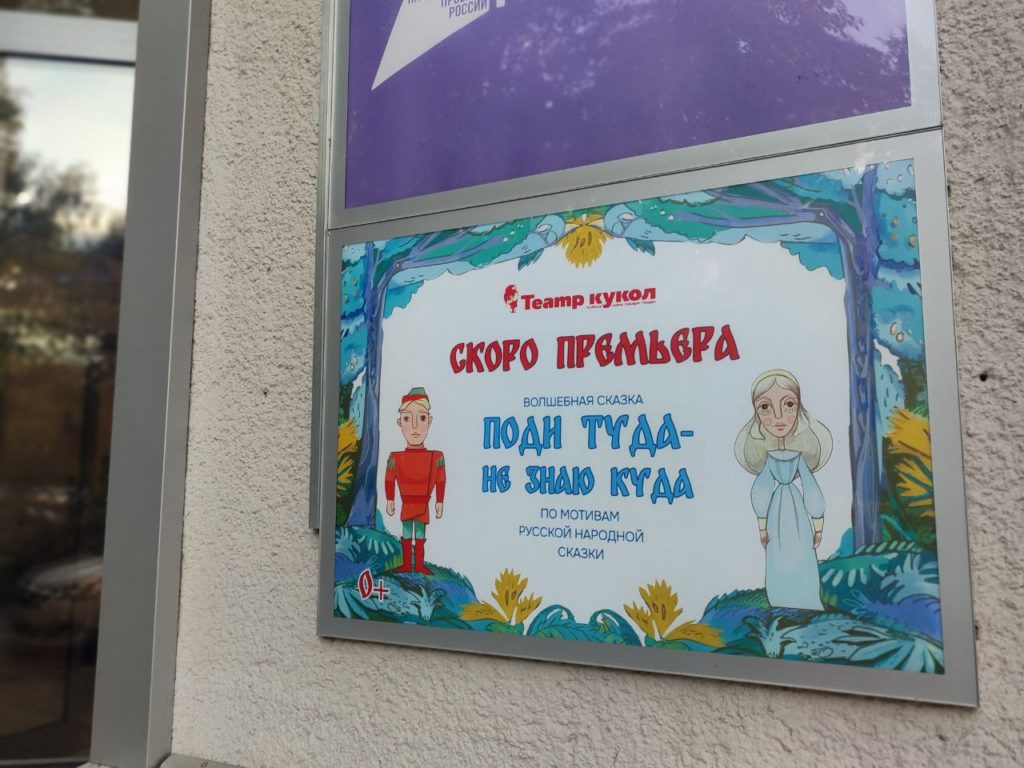 РОССИИ
Театр кукол
СКОРО ПРЕМЬЕРА
ВОЛШЕБНАЯ СКАЗКА
ПОДИ ТУДА-
НЕ ЗНАЮ КУДА
ПО МОТИВАМ
РУССКОЙ НАРОДНОЙ
СКАЗКИ
0+